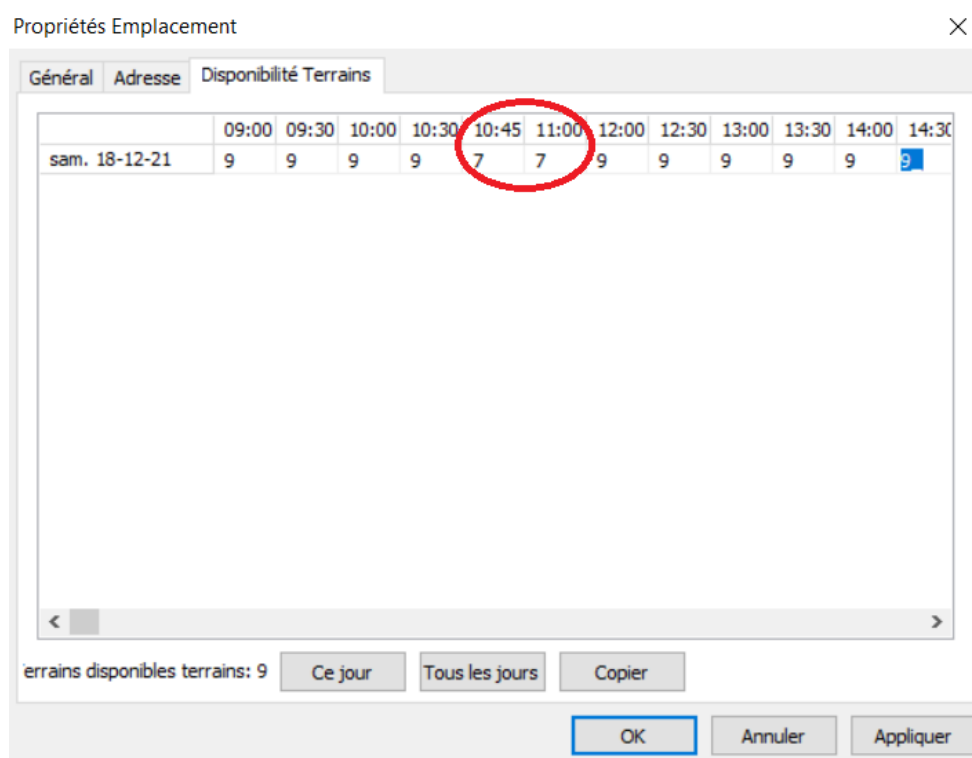 Propriétés Emplacement
Général Adresse Disponibilité Terrains
09:00 09:30 10:00 10:30 10:45 11:00 12:00 12:30 13:00 13:30 14:00 14:30
sam. 18-12-21 9 9 9 9 7 7 9 9 9 9 9 9
errains disponibles terrains: 9 Ce jour Tous les jours Copier
OK Annuler Appliquer